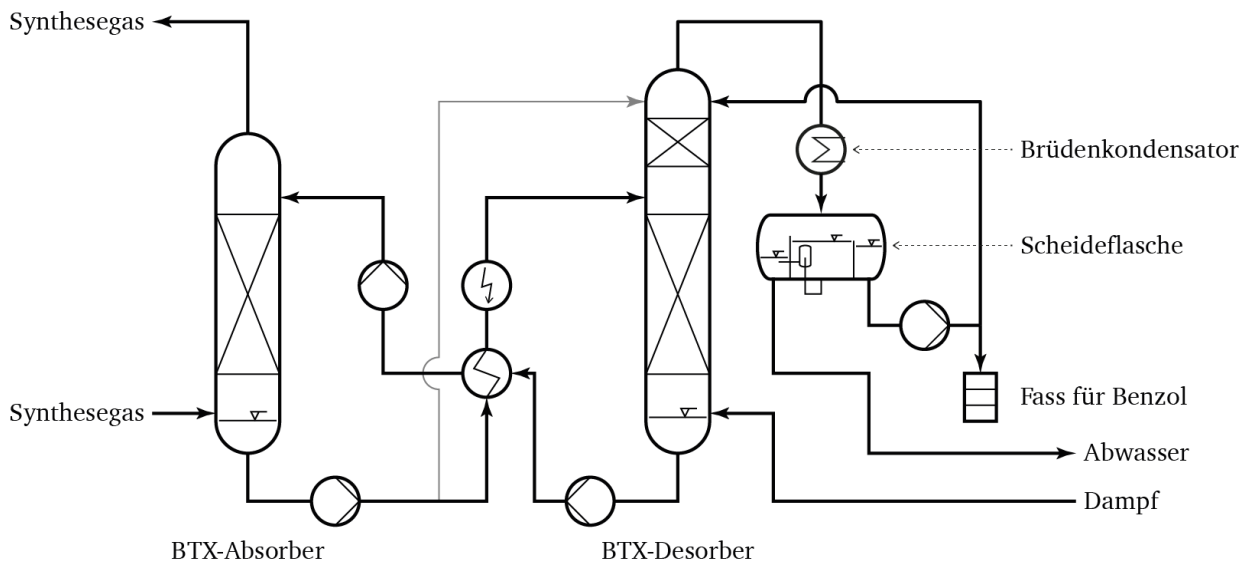 Synthesegas
Brüdenkondensator
Scheideflasche
Fass für Benzol
Synthesegas
Abwasser
Dampf
BTX-Absorber
BTX-Desorber